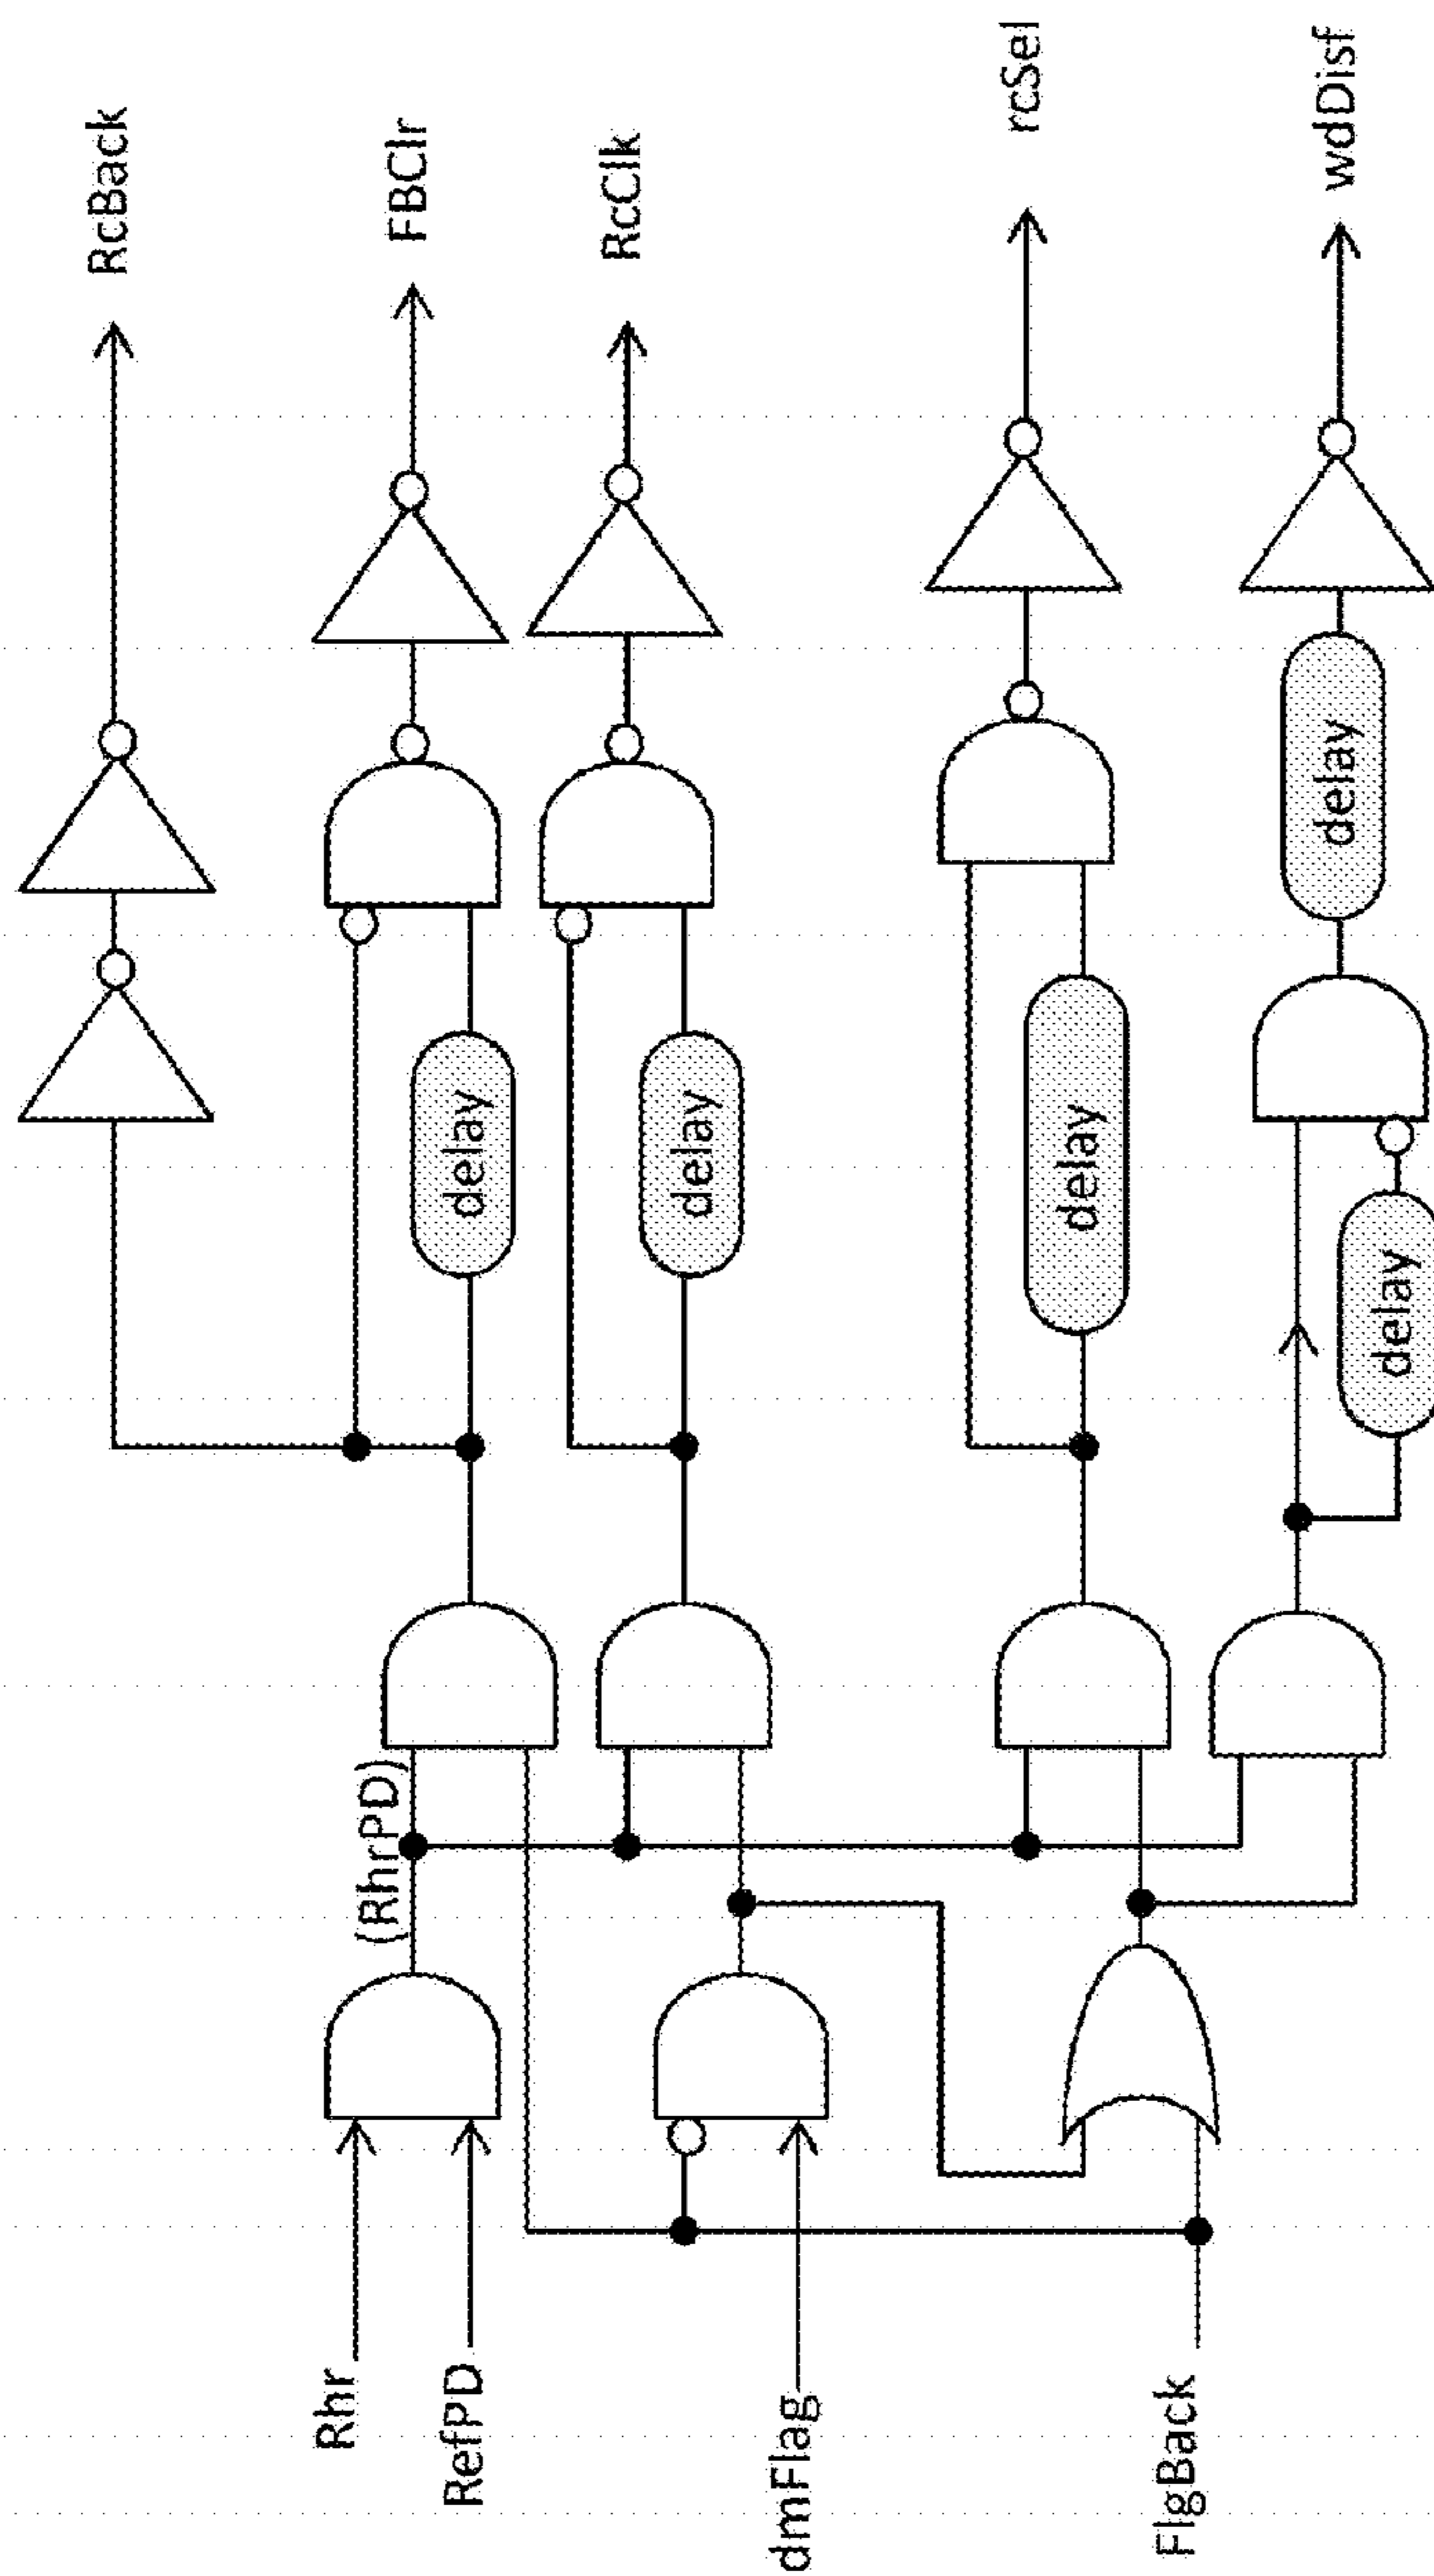 Rhr
RefPD
dmFlag
FlgBack
(RhrPD)
delay
delay
delay
delay
delay
RcBack
FBClr
RcClk
rcSel
wdDisf